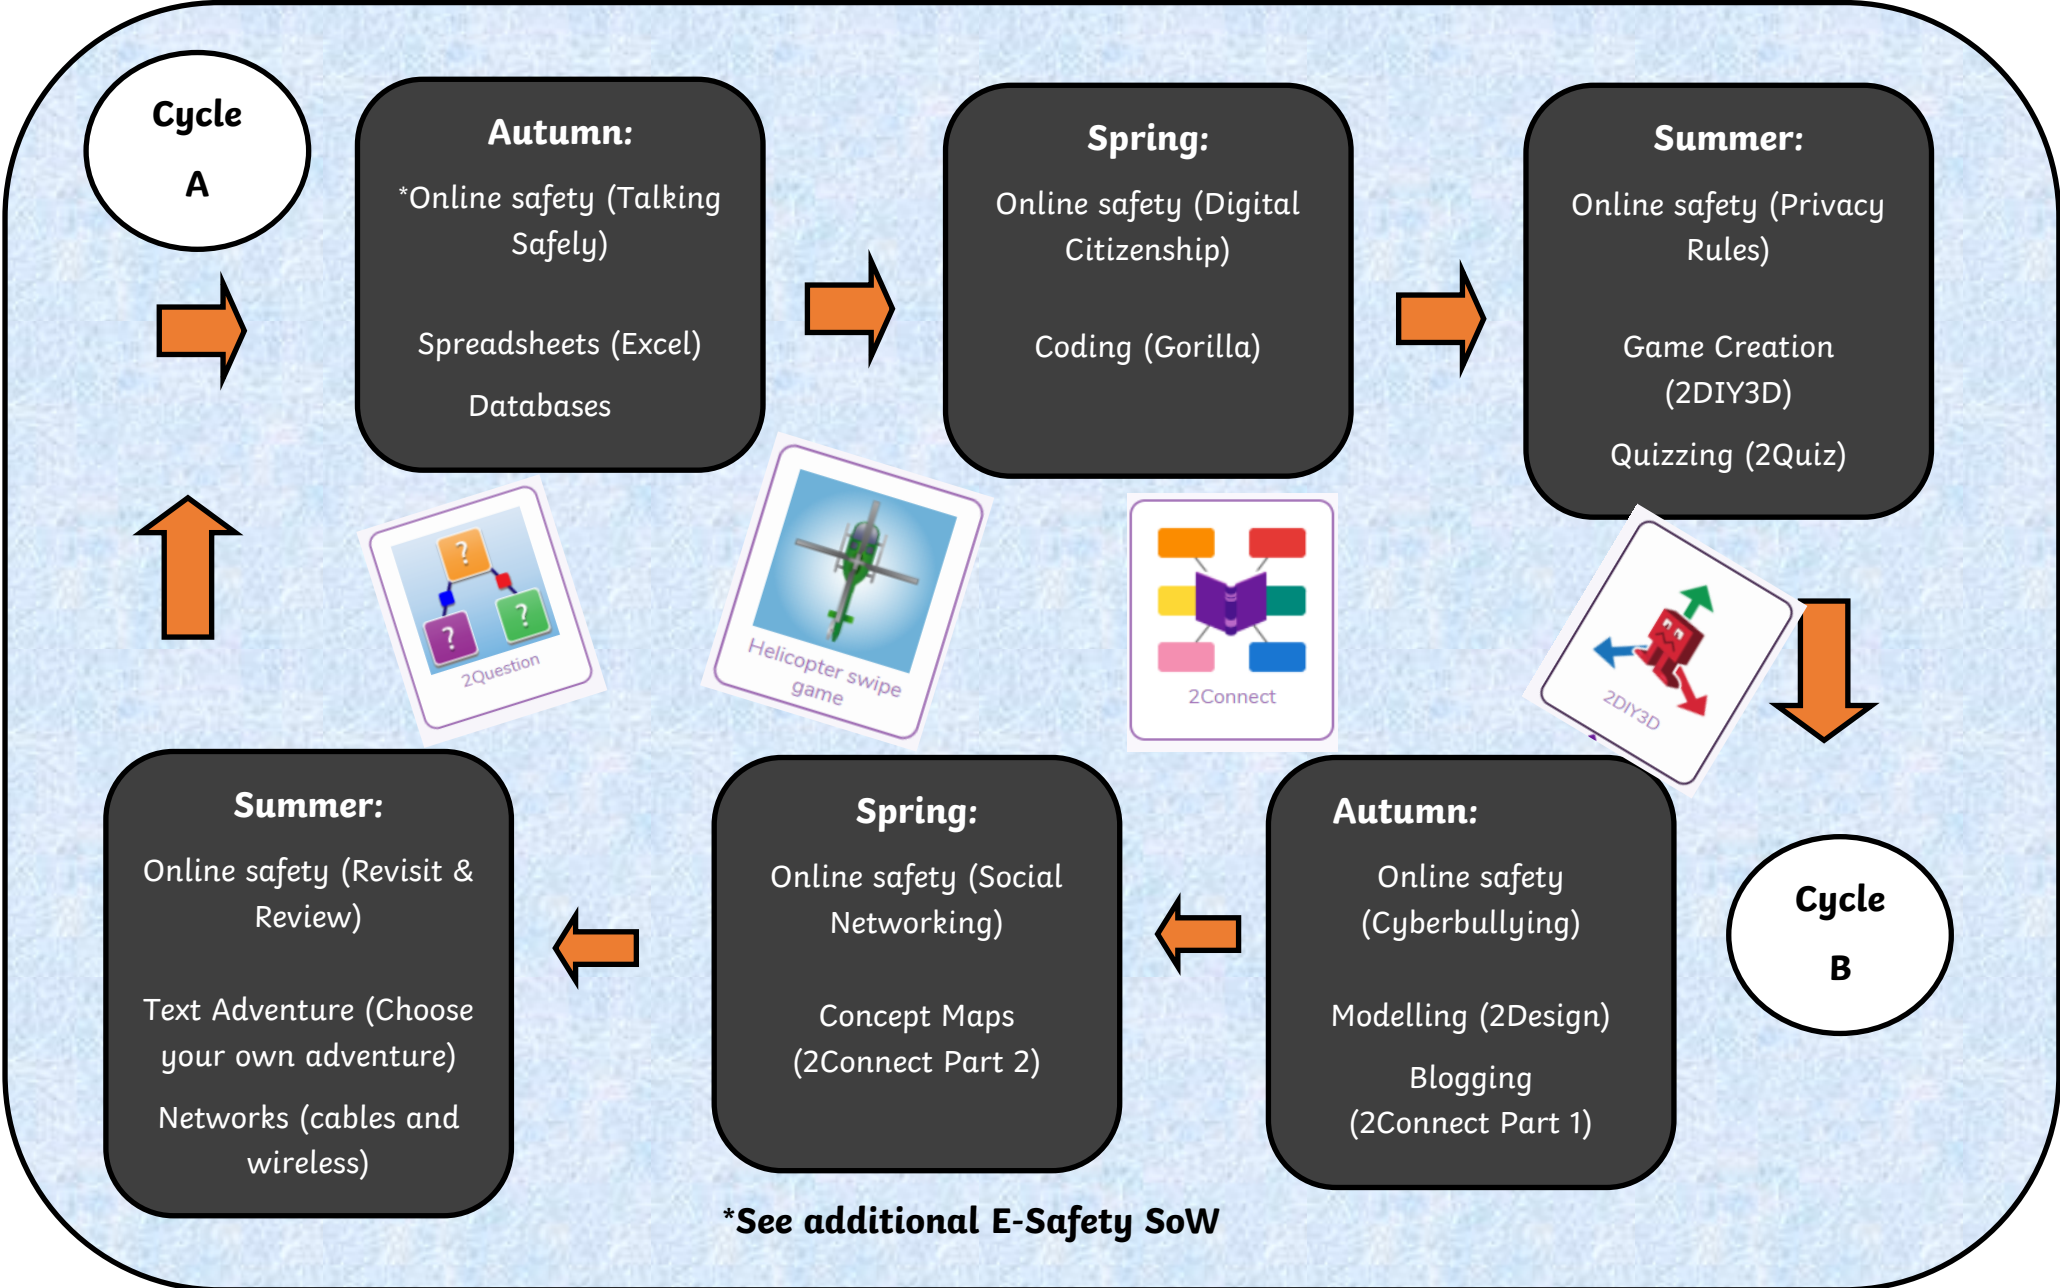 Cycle
A
Autumn:
*Online safety (Talking
Safely)
Spreadsheets (Excel)
Databases
Spring:
Online safety (Digital
Citizenship)
Coding (Gorilla)
Summer:
Online safety (Privacy
Rules)
Game Creation
(2DIY3D)
Quizzing (2Quiz)
?
?
?
2Question
Helicopter swipe
game
2Connect
2DIY3D
Cycle
B
Autumn:
Online safety
(Cyberbullying)
Modelling (2Design)
Blogging
(2Connect Part 1)
Spring:
Online safety (Social
Networking)
Concept Maps
(2Connect Part 2)
Summer:
Online safety (Revisit &
Review)
Text Adventure (Choose
your own adventure)
Networks (cables and
wireless)
*See additional E-Safety SoW